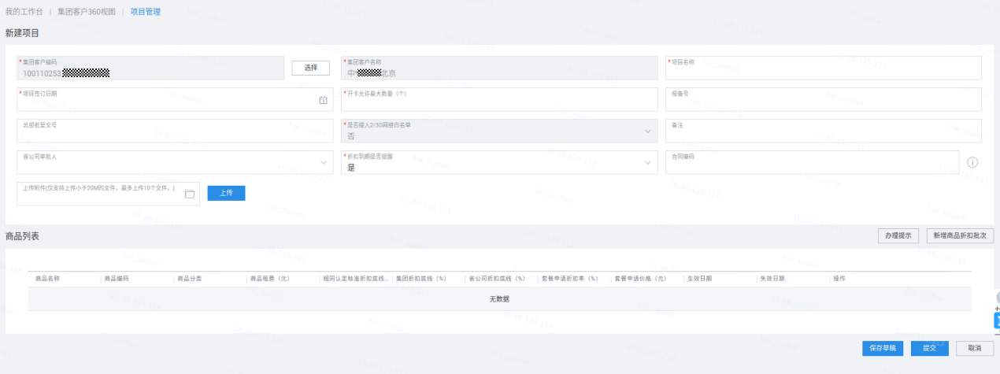 我的工作台 | 集团客户360视图 | 项目管理
新建项目
*集团客户编码
100110253
选择
*集团客户名称
中*北京
*项目名称
*项目签订日期
*开卡允许最大数量（个）
报备号
总部批复文号
*是否接入2/3G网络白名单
否
备注
省公司审批人
*折扣到期是否提醒
是
合同编码
上传附件(仅支持上传小于20M的文件，最多上传10个文件。)
上传
商品列表
办理提示
新增商品折扣批次
商品名称 商品编码 商品分类 商品租费（元） 相同认定标准折扣底线... 集团折扣底线（%） 省公司折扣底线（%） 套餐申请折扣率（%） 套餐申请价格（元） 生效日期 失效日期 操作
无数据
保存草稿 提交 取消